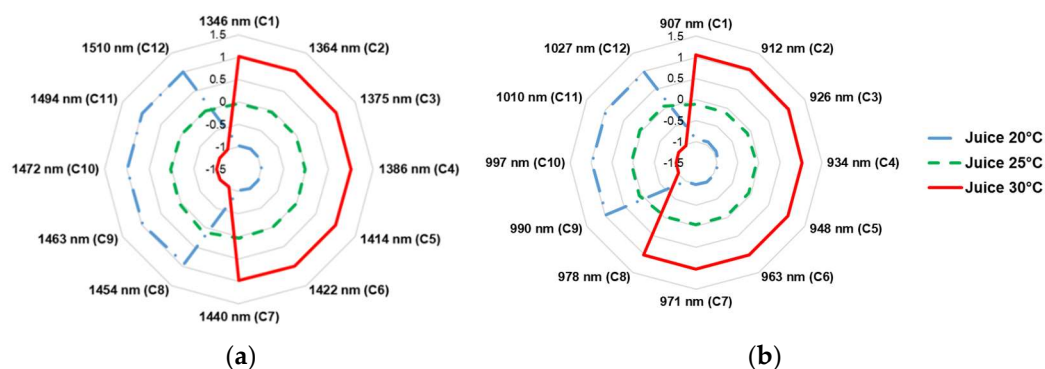 1346 nm (C1)
1364 nm (C2)
1375 nm (C3)
1386 nm (C4)
1414 nm (C5)
1422 nm (C6)
1440 nm (C7)
1454 nm (C8)
1463 nm (C9)
1472 nm (C10)
1494 nm (C11)
1510 nm (C12)
1.5
1
0.5
0
-0.5
-1
-1.5
(a)
907 nm (C1)
912 nm (C2)
926 nm (C3)
934 nm (C4)
948 nm (C5)
963 nm (C6)
971 nm (C7)
978 nm (C8)
990 nm (C9)
997 nm (C10)
1010 nm (C11)
1027 nm (C12)
1.5
1
0.5
0
-0.5
-1
-1.5
(b)
Juice 20°C
Juice 25°C
Juice 30°C